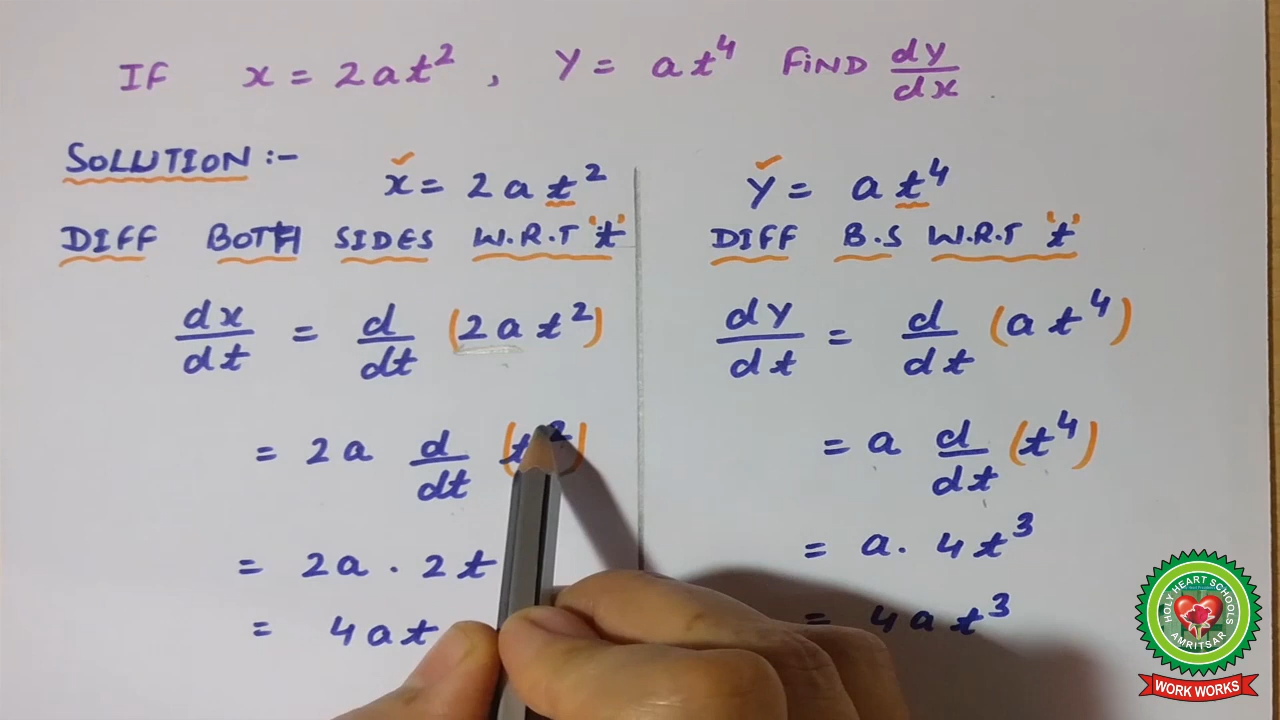 IF x = 2at², Y = at⁴ FIND dY/dx
SOLUTION :-
x = 2at²
DIFF BOTH SIDES W.R.T 't'
dx/dt = d/dt (2at²)
= 2a d/dt (t²)
= 2a . 2t
= 4at
Y = at⁴
DIFF B.S W.R.T 't'
dY/dt = d/dt (at⁴)
= a d/dt (t⁴)
= a. 4t³
= 4at³
HOLY HEART SCHOOLS
AMRITSAR
WORK WORKS